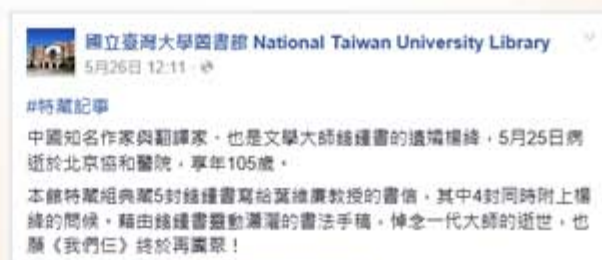 國立臺灣大學圖書館 National Taiwan University Library
5月26日 12:11
#特藏記事
中國知名作家與翻譯家，也是文學大師錢鍾書的遺孀楊絳，5月25日病
逝於北京協和醫院，享年105歲。
本館特藏組典藏5封錢鍾書寫給葉維廉教授的書信，其中4封同時附上楊
絳的問候。藉由錢鍾書靈動瀟灑的書法手稿，悼念一代大師的逝世，也
願《我們仨》終於再團聚！